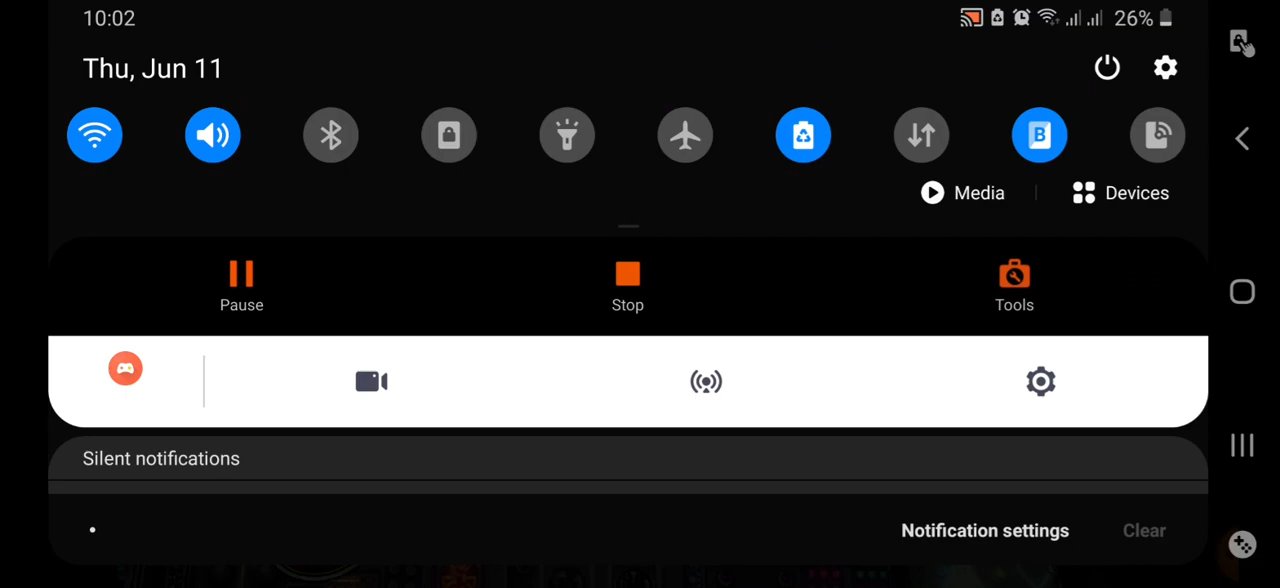 10:02
26%
Thu, Jun 11
B
Media
Devices
Pause
Stop
Tools
Silent notifications
Notification settings
Clear